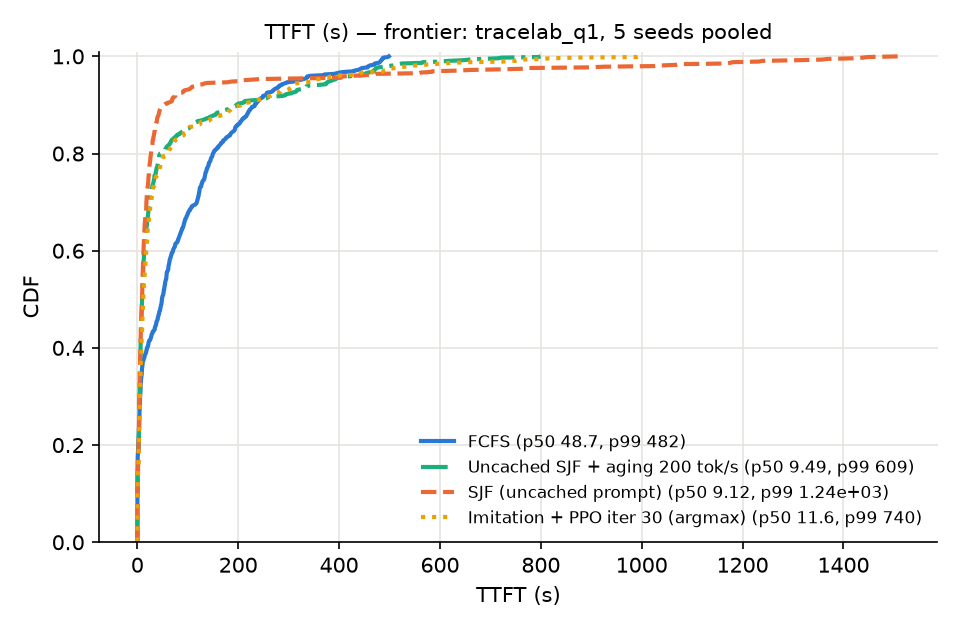 TTFT (s) — frontier: tracelab_q1, 5 seeds pooled
1.0
0.8
0.6
0.4
0.2
0.0
CDF
FCFS (p50 48.7, p99 482)
Uncached SJF + aging 200 tok/s (p50 9.49, p99 609)
SJF (uncached prompt) (p50 9.12, p99 1.24e+03)
Imitation + PPO iter 30 (argmax) (p50 11.6, p99 740)
0 200 400 600 800 1000 1200 1400
TTFT (s)